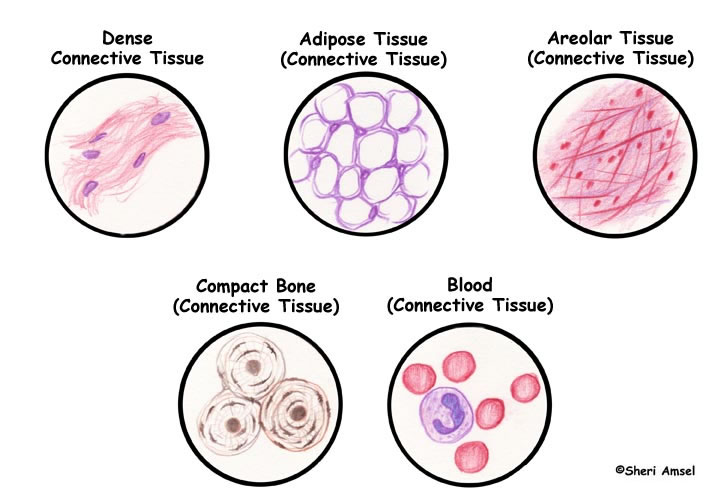 Dense
Connective Tissue
Adipose Tissue
(Connective Tissue)
Areolar Tissue
(Connective Tissue)
Compact Bone
(Connective Tissue)
Blood
(Connective Tissue)
©Sheri Amsel